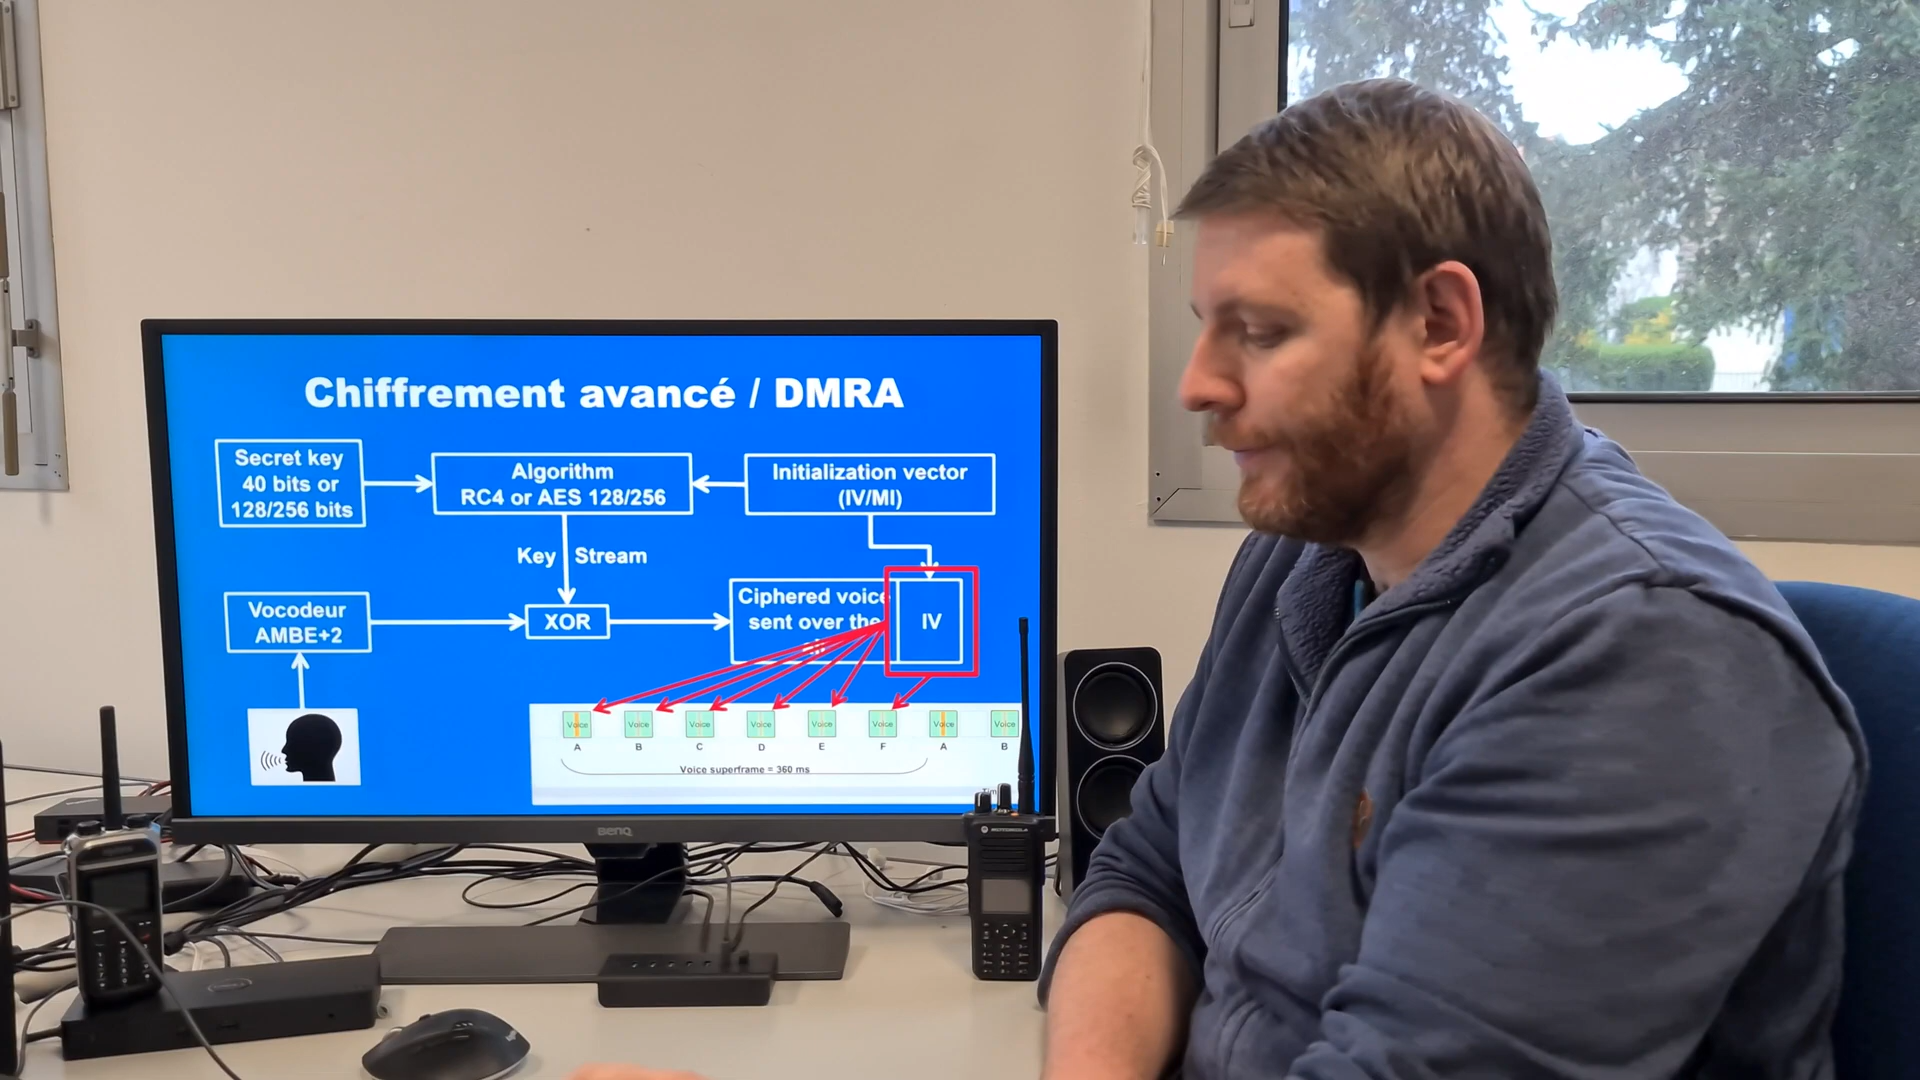 Chiffrement avancé / DMRA
Secret key
40 bits or
128/256 bits
Algorithm
RC4 or AES 128/256
Initialization vector
(IV/MI)
Key Stream
Vocodeur
AMBE+2
XOR
Ciphered voice
sent over the
IV
Voice Voice Voice Voice Voice Voice Voice Voice
A B C D E F A B
Voice superframe = 360 ms
BenQ
MOTOROLA